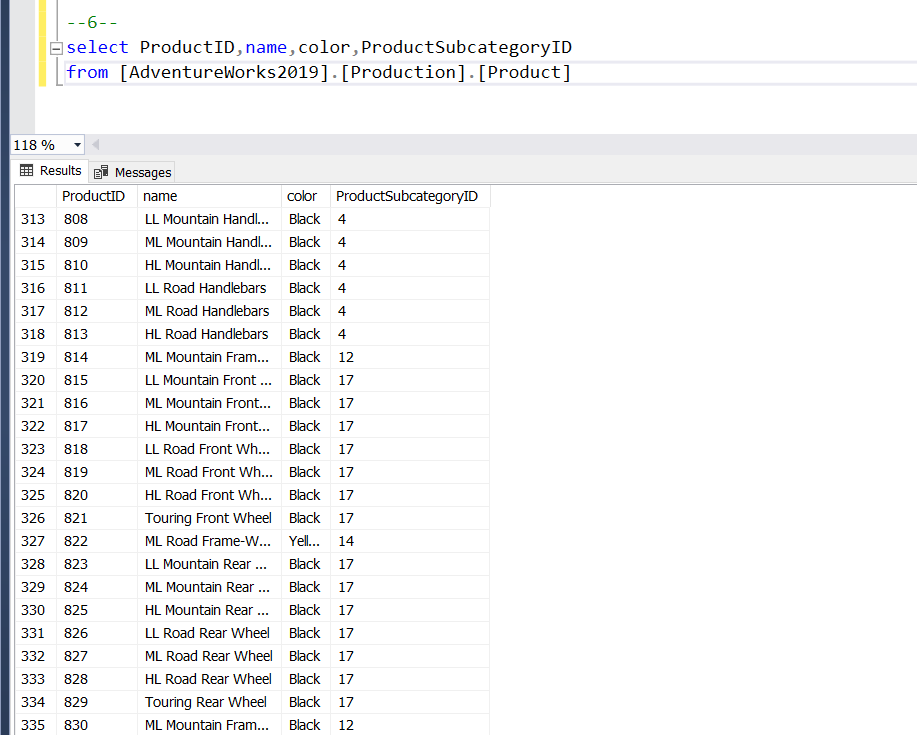 --6--
select ProductID,name,color,ProductSubcategoryID
from [AdventureWorks2019].[Production].[Product]
118 %
Results Messages
ProductID name color ProductSubcategoryID
313 808 LL Mountain Handl... Black 4
314 809 ML Mountain Handl... Black 4
315 810 HL Mountain Handl... Black 4
316 811 LL Road Handlebars Black 4
317 812 ML Road Handlebars Black 4
318 813 HL Road Handlebars Black 4
319 814 ML Mountain Fram... Black 12
320 815 LL Mountain Front ... Black 17
321 816 ML Mountain Front... Black 17
322 817 HL Mountain Front... Black 17
323 818 LL Road Front Wh... Black 17
324 819 ML Road Front Wh... Black 17
325 820 HL Road Front Wh... Black 17
326 821 Touring Front Wheel Black 17
327 822 ML Road Frame-W... Yell... 14
328 823 LL Mountain Rear ... Black 17
329 824 ML Mountain Rear ... Black 17
330 825 HL Mountain Rear ... Black 17
331 826 LL Road Rear Wheel Black 17
332 827 ML Road Rear Wheel Black 17
333 828 HL Road Rear Wheel Black 17
334 829 Touring Rear Wheel Black 17
335 830 ML Mountain Fram... Black 12